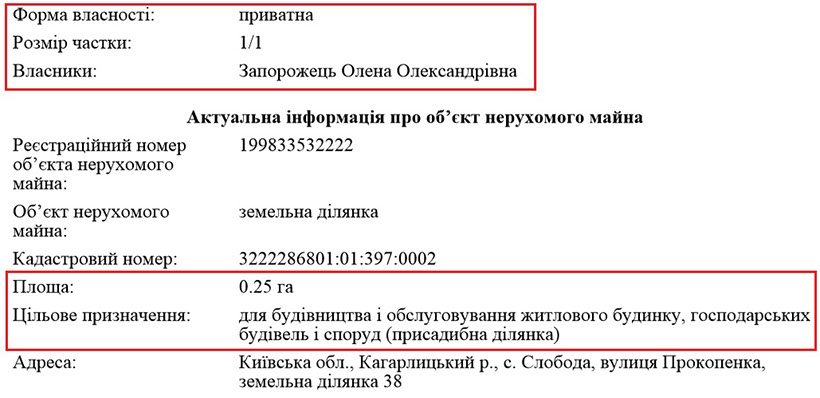 Форма власності: приватна
Розмір частки: 1/1
Власники: Запорожець Олена Олександрівна
Актуальна інформація про об’єкт нерухомого майна
Реєстраційний номер 199833532222
об’єкта нерухомого
майна:
Об’єкт нерухомого земельна ділянка
майна:
Кадастровий номер: 3222286801:01:397:0002
Площа: 0.25 га
Цільове призначення: для будівництва і обслуговування житлового будинку, господарських
будівель і споруд (присадибна ділянка)
Адреса: Київська обл., Кагарлицький р., с. Слобода, вулиця Прокопенка,
земельна ділянка 38